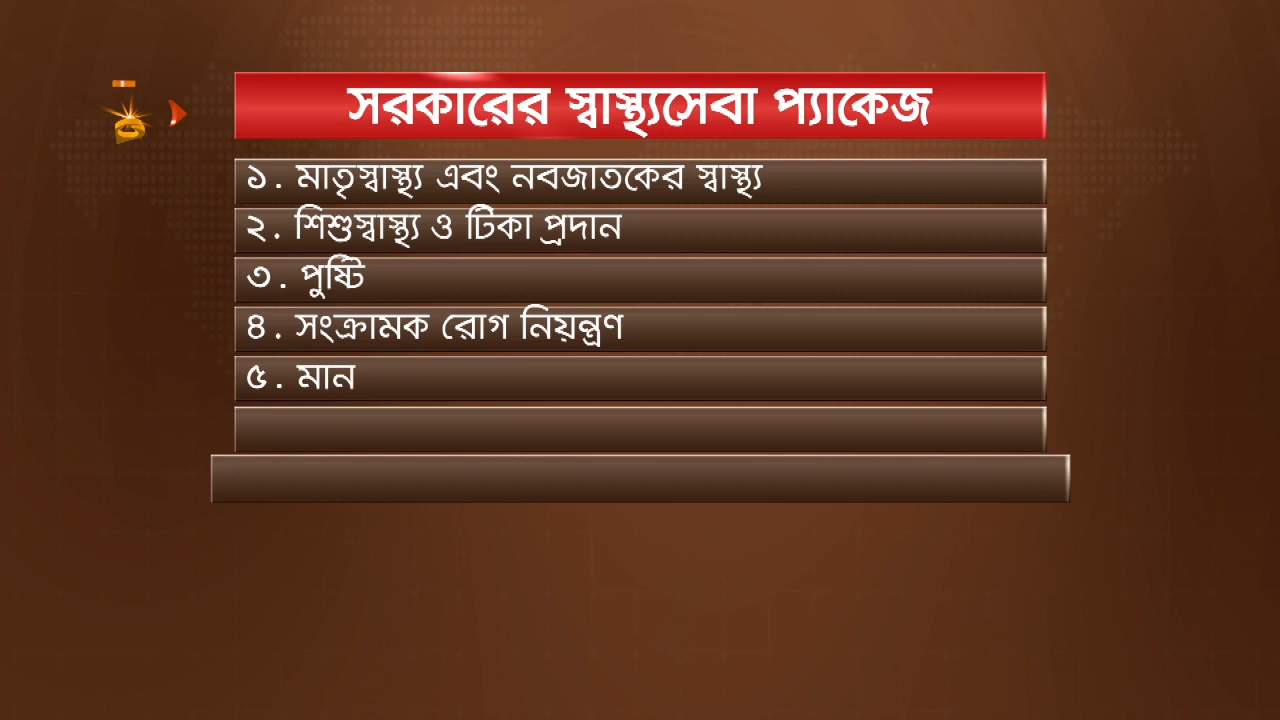 সরকারের স্বাস্থ্যসেবা প্যাকেজ
১. মাতৃস্বাস্থ্য এবং নবজাতকের স্বাস্থ্য
২. শিশুস্বাস্থ্য ও টিকা প্রদান
৩. পুষ্টি
৪. সংক্রামক রোগ নিয়ন্ত্রণ
৫. মান